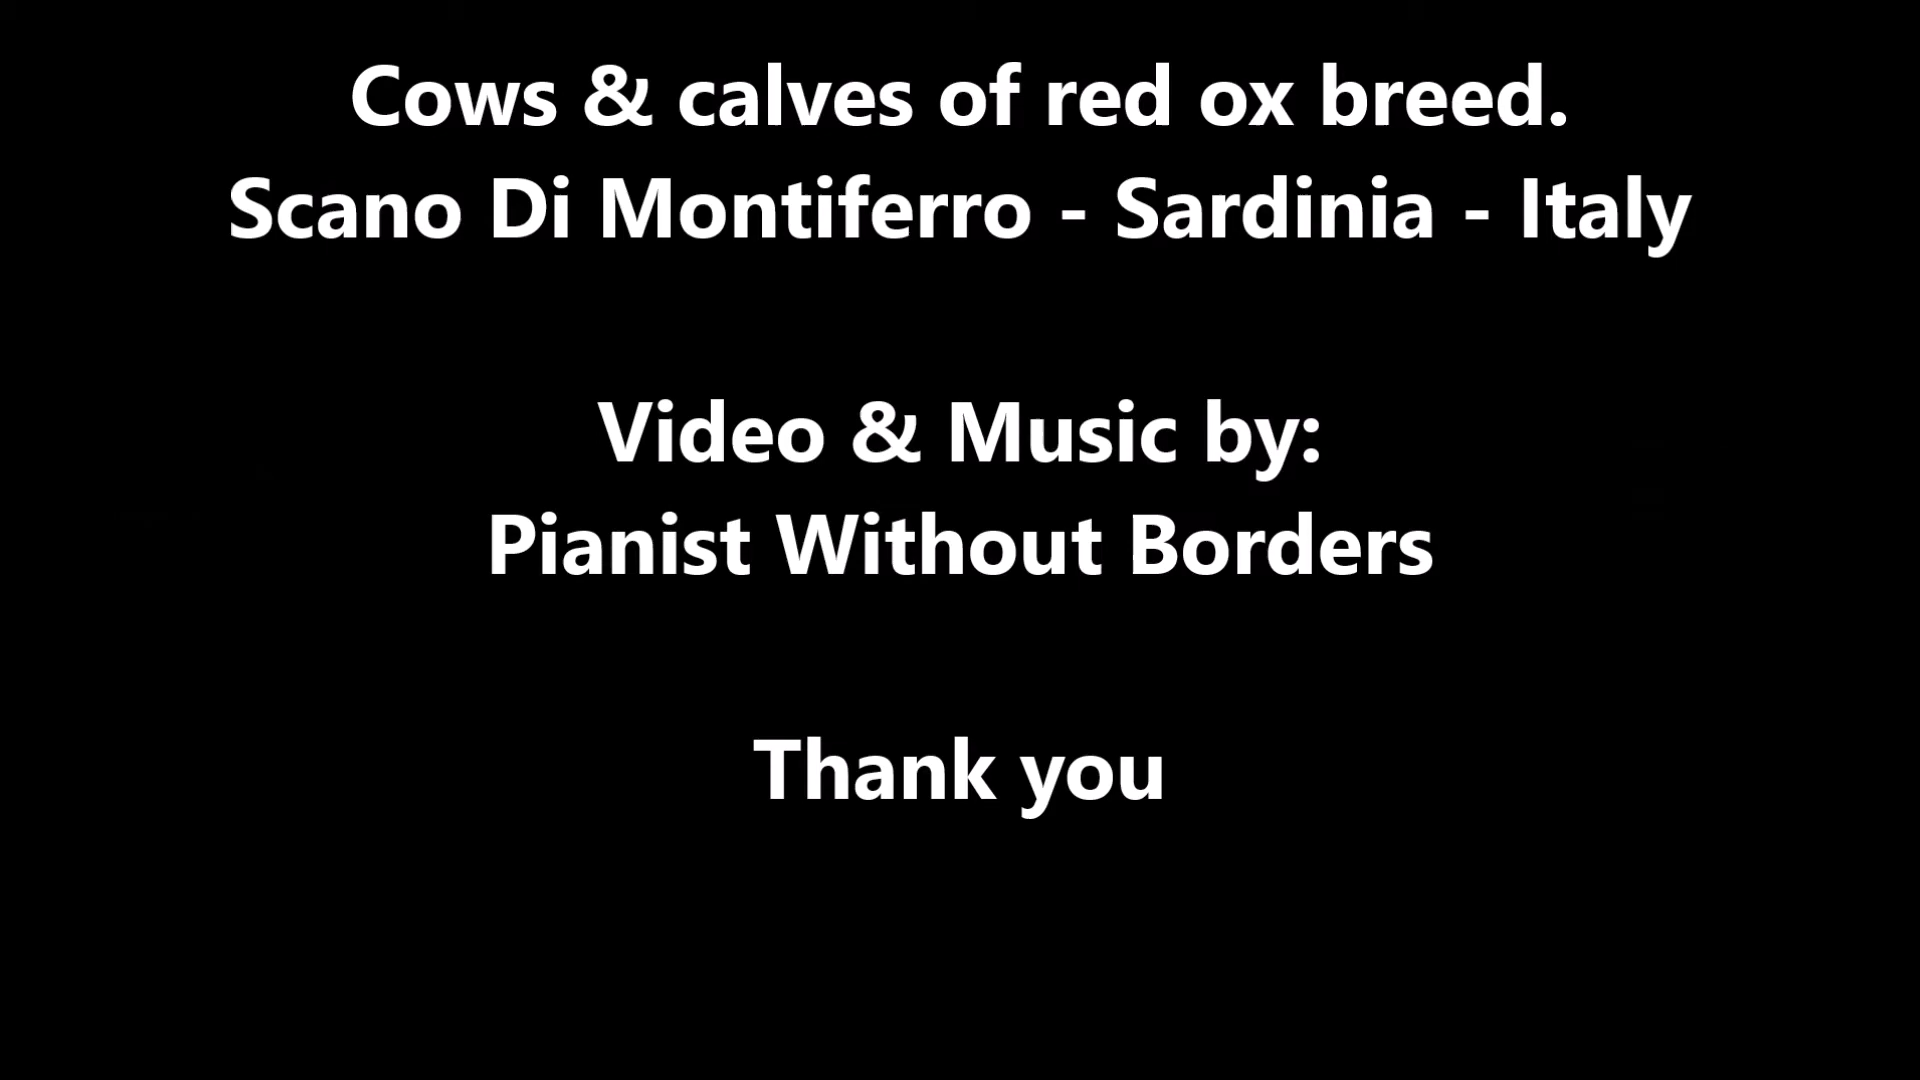 Cows & calves of red ox breed.
Scano Di Montiferro - Sardinia - Italy
Video & Music by:
Pianist Without Borders
Thank you